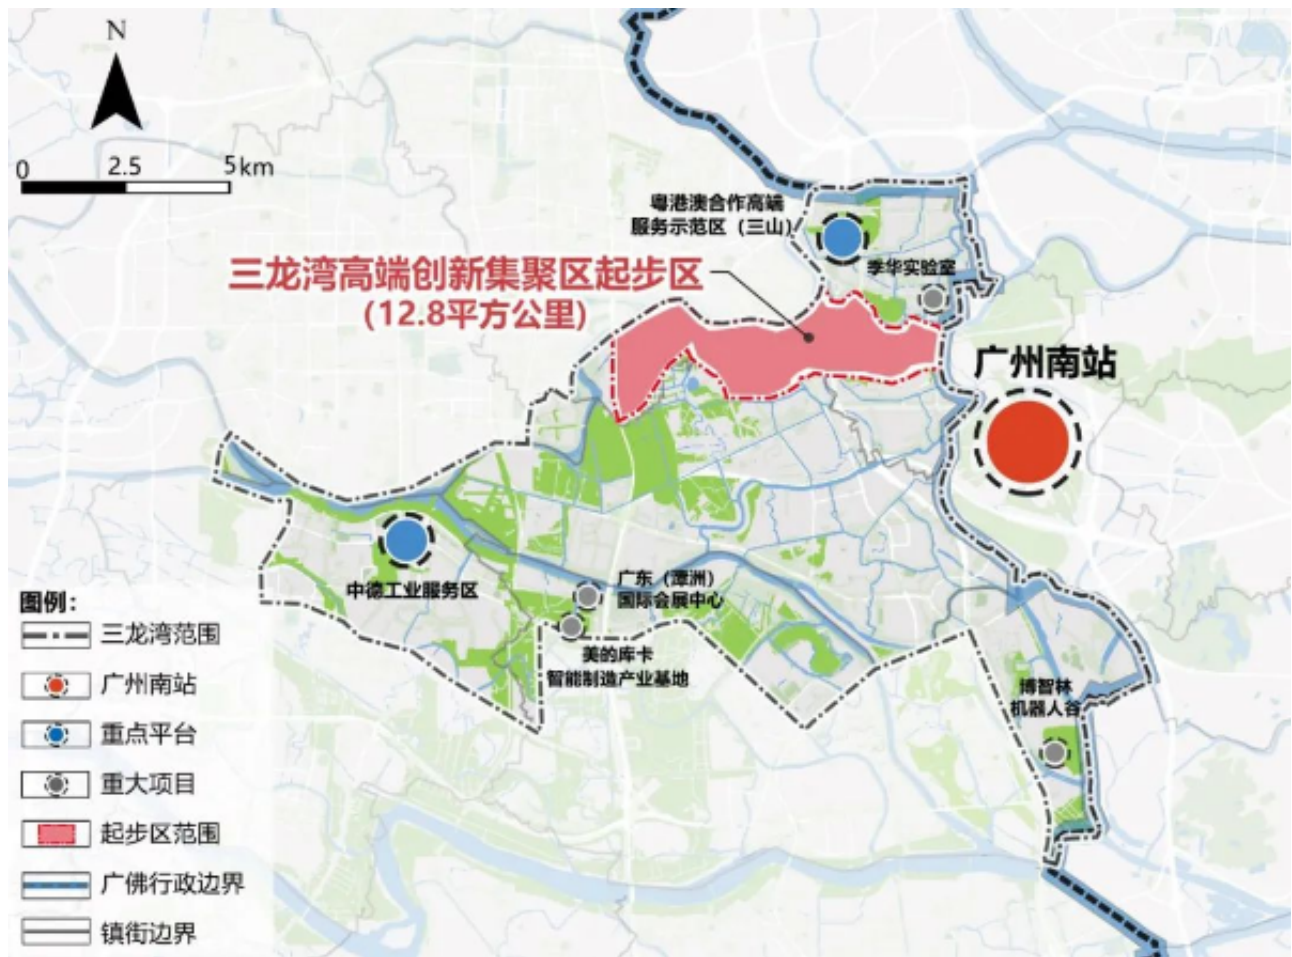 N
0 2.5 5km
粤港澳合作高端
服务示范区（三山）
季华实验室
三龙湾高端创新集聚区起步区
(12.8平方公里)
广州南站
中德工业服务区
广东（潭洲）
国际会展中心
美的库卡
智能制造产业基地
博智林
机器人谷
图例：
三龙湾范围
广州南站
重点平台
重大项目
起步区范围
广佛行政边界
镇街边界